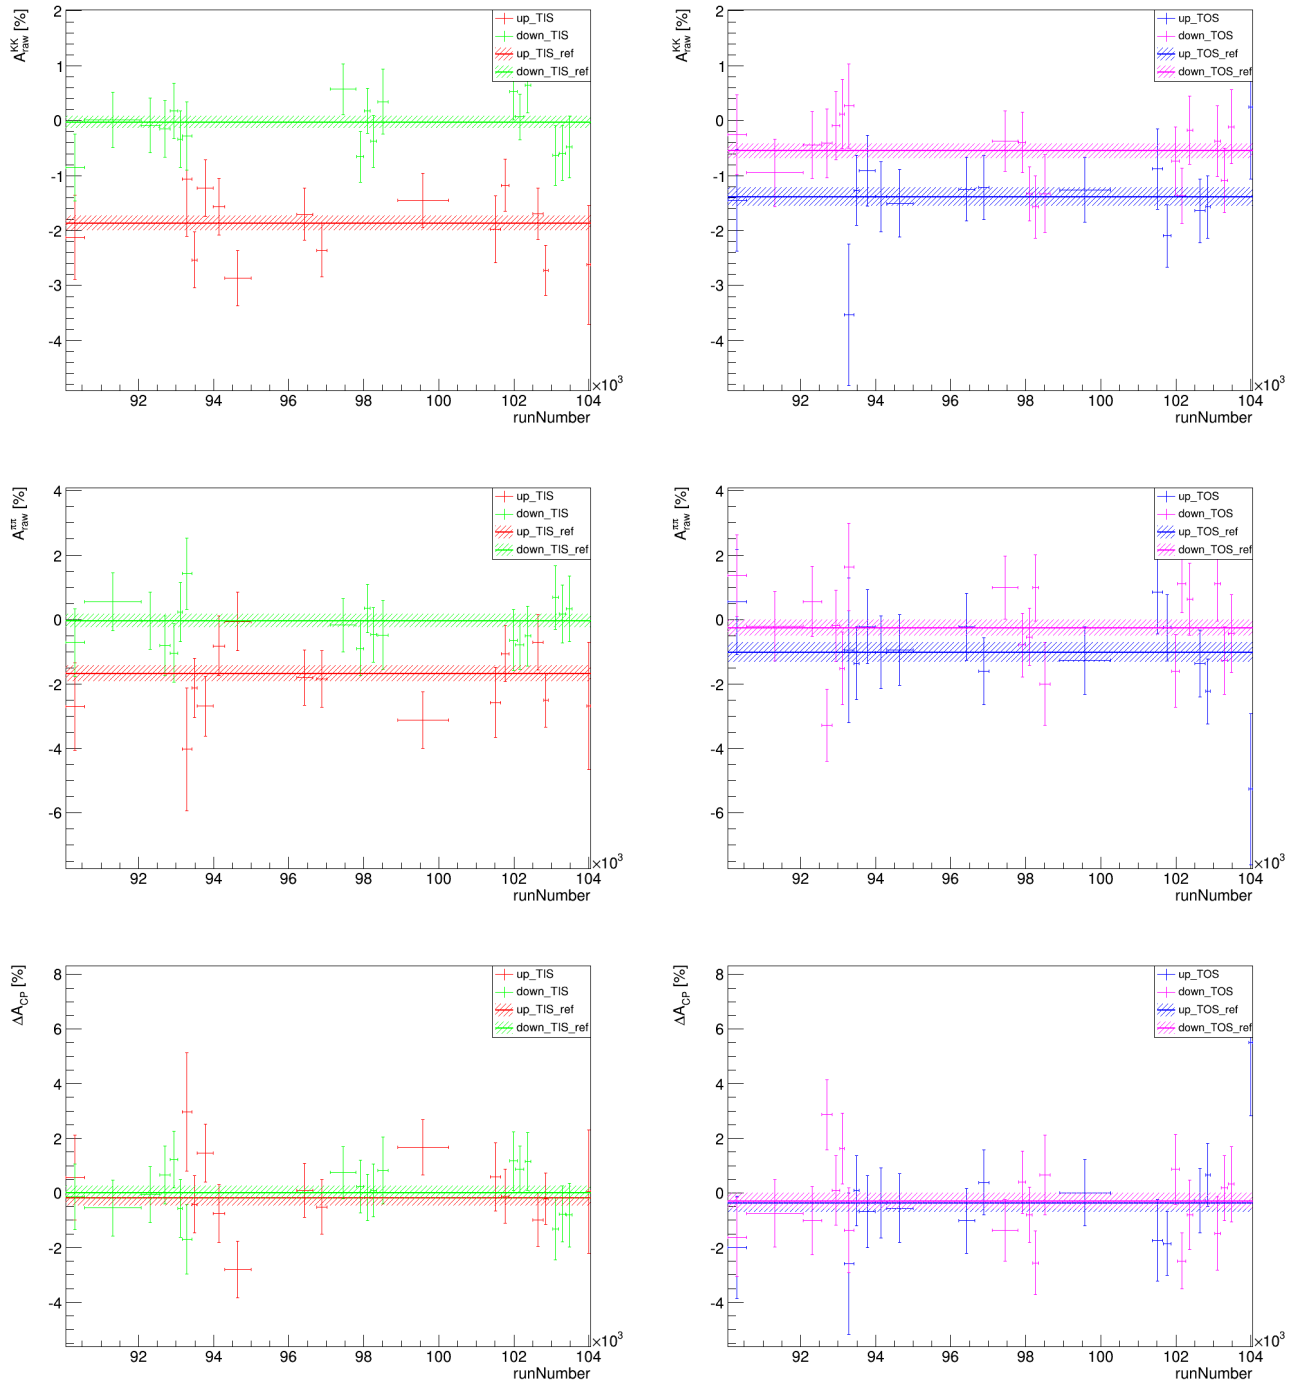 A_raw^KK [%]
2
1
0
-1
-2
-3
-4
up_TIS
down_TIS
up_TIS_ref
down_TIS_ref
92 94 96 98 100 102 104
×10³
runNumber
A_raw^KK [%]
2
1
0
-1
-2
-3
-4
up_TOS
down_TOS
up_TOS_ref
down_TOS_ref
92 94 96 98 100 102 104
×10³
runNumber
A_raw^ππ [%]
4
2
0
-2
-4
-6
up_TIS
down_TIS
up_TIS_ref
down_TIS_ref
92 94 96 98 100 102 104
×10³
runNumber
A_raw^ππ [%]
4
2
0
-2
-4
-6
up_TOS
down_TOS
up_TOS_ref
down_TOS_ref
92 94 96 98 100 102 104
×10³
runNumber
ΔA_CP [%]
8
6
4
2
0
-2
-4
up_TIS
down_TIS
up_TIS_ref
down_TIS_ref
92 94 96 98 100 102 104
×10³
runNumber
ΔA_CP [%]
8
6
4
2
0
-2
-4
up_TOS
down_TOS
up_TOS_ref
down_TOS_ref
92 94 96 98 100 102 104
×10³
runNumber